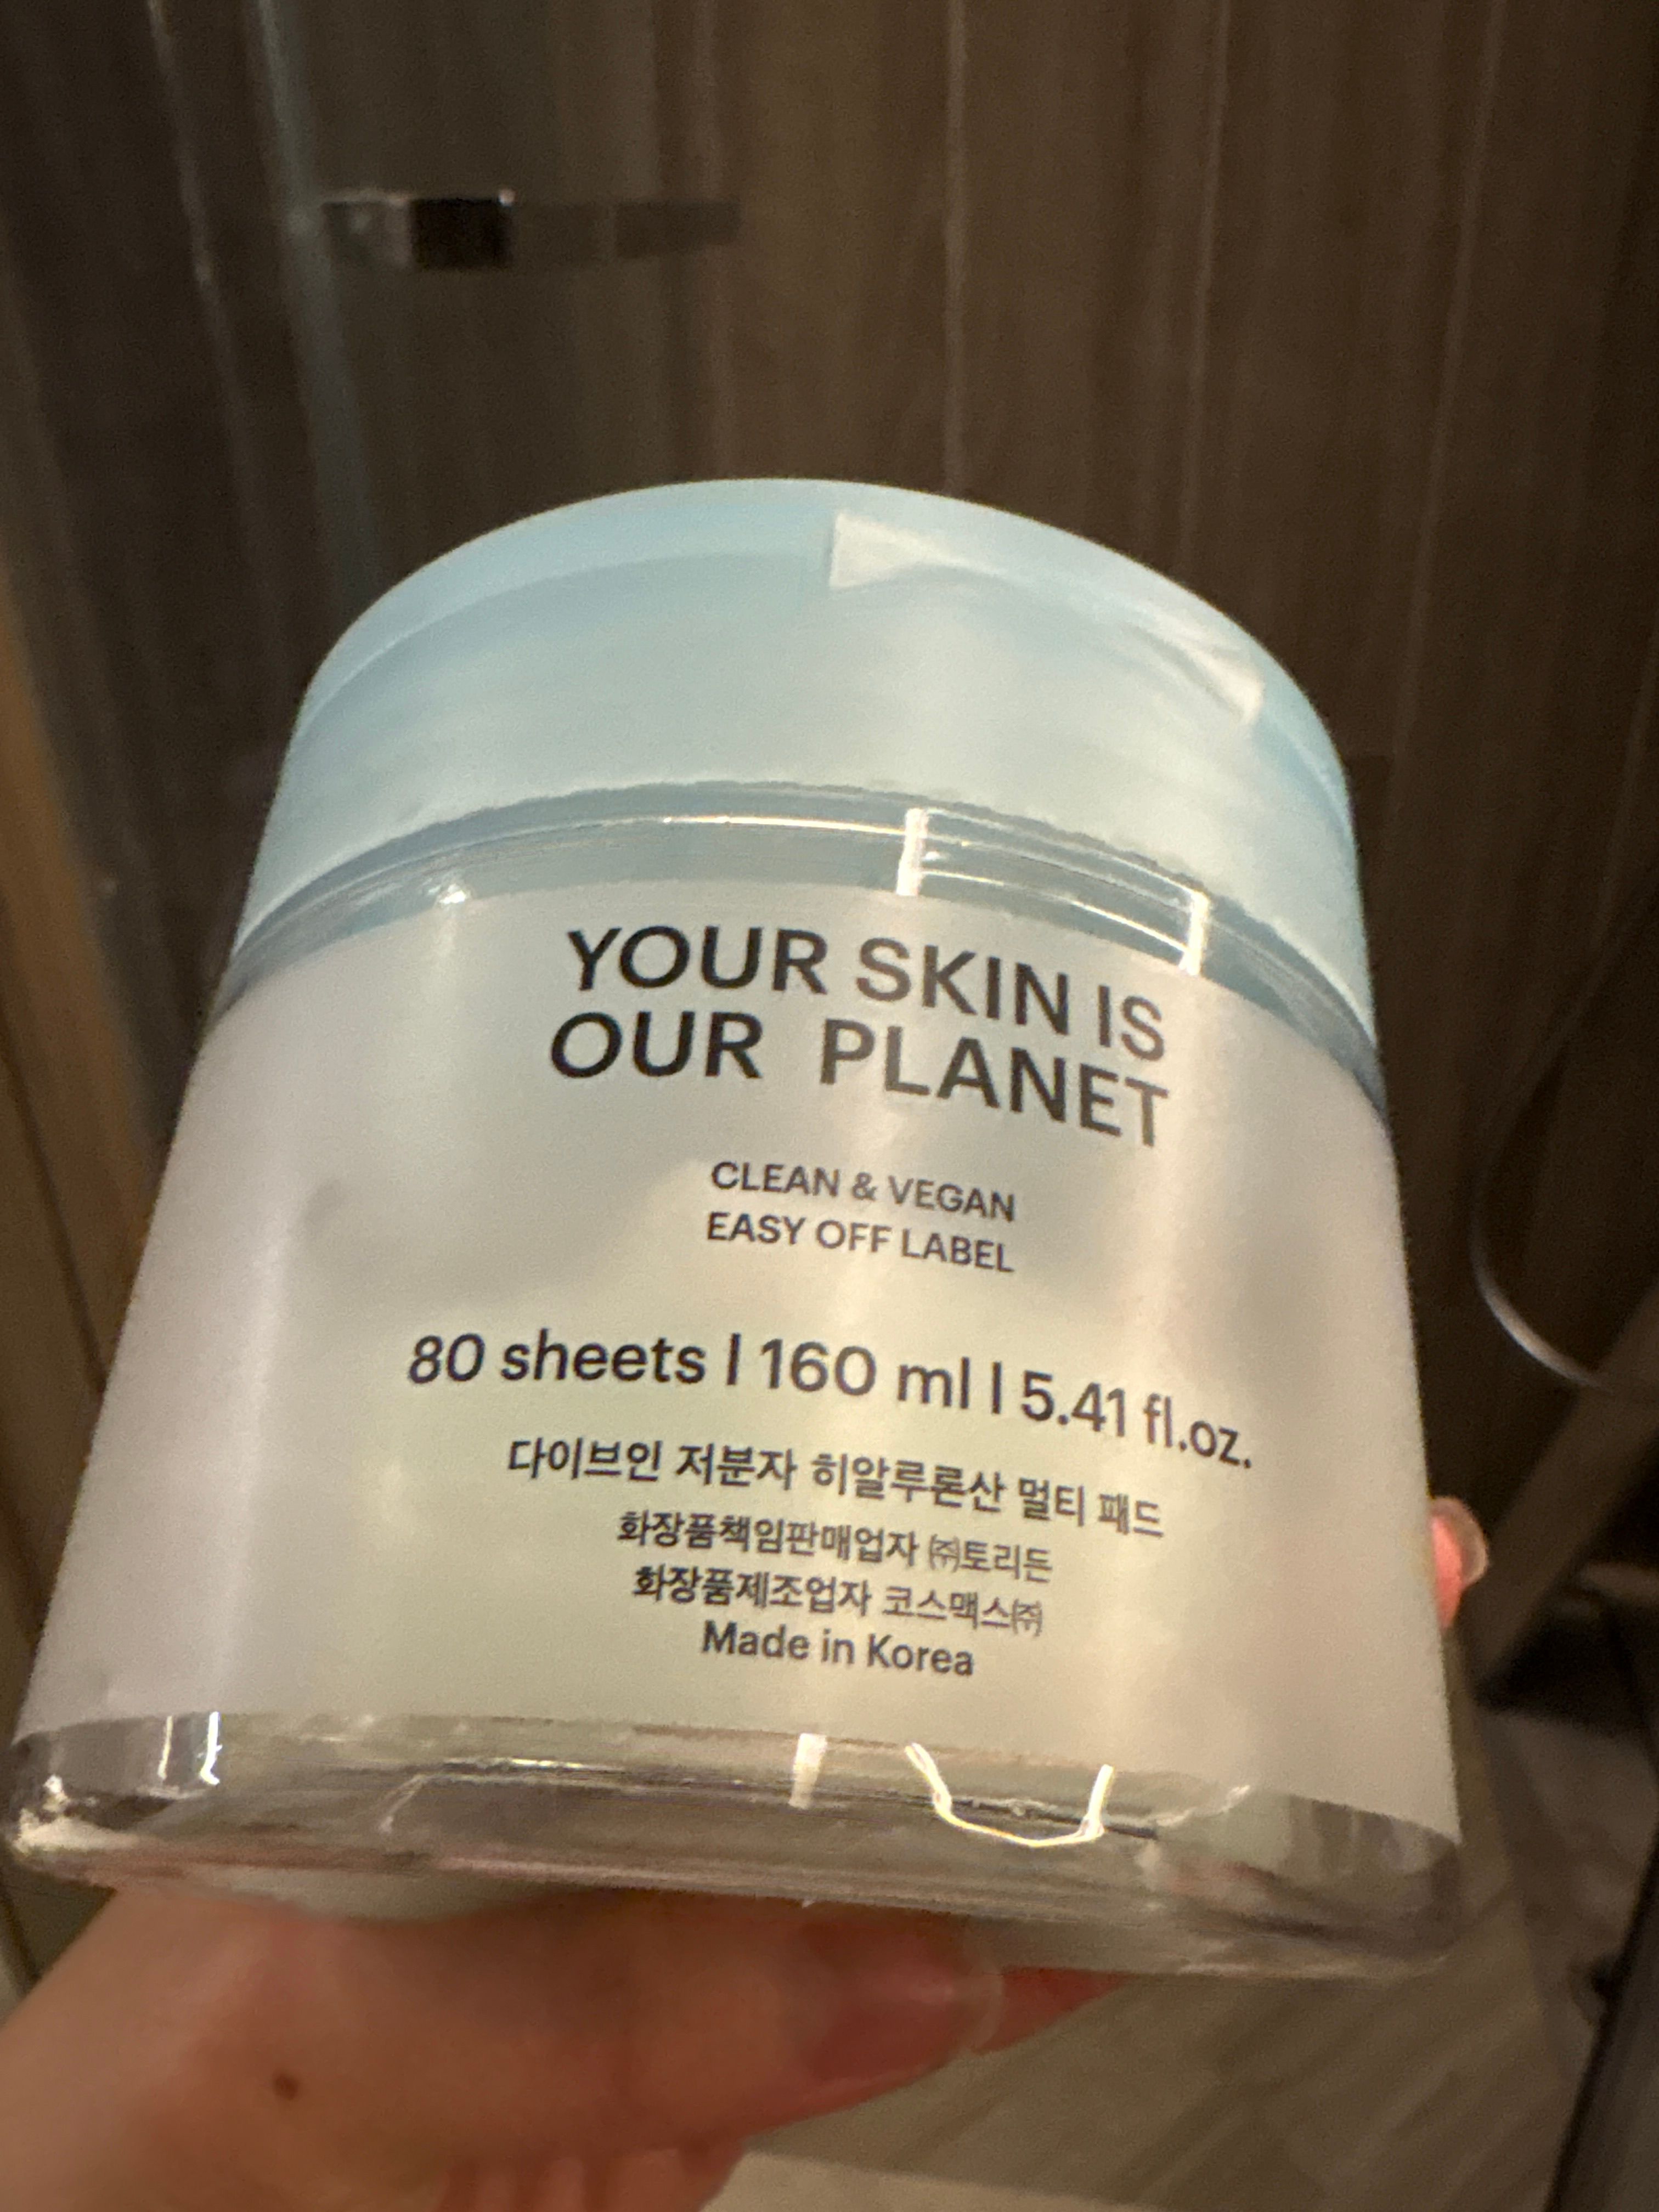 YOUR SKIN IS
OUR PLANET
CLEAN & VEGAN
EASY OFF LABEL
80 sheets | 160 ml | 5.41 fl.oz.
다이브인 저분자 히알루론산 멀티 패드
화장품책임판매업자 ㈜토리든
화장품제조업자 코스맥스㈜
Made in Korea